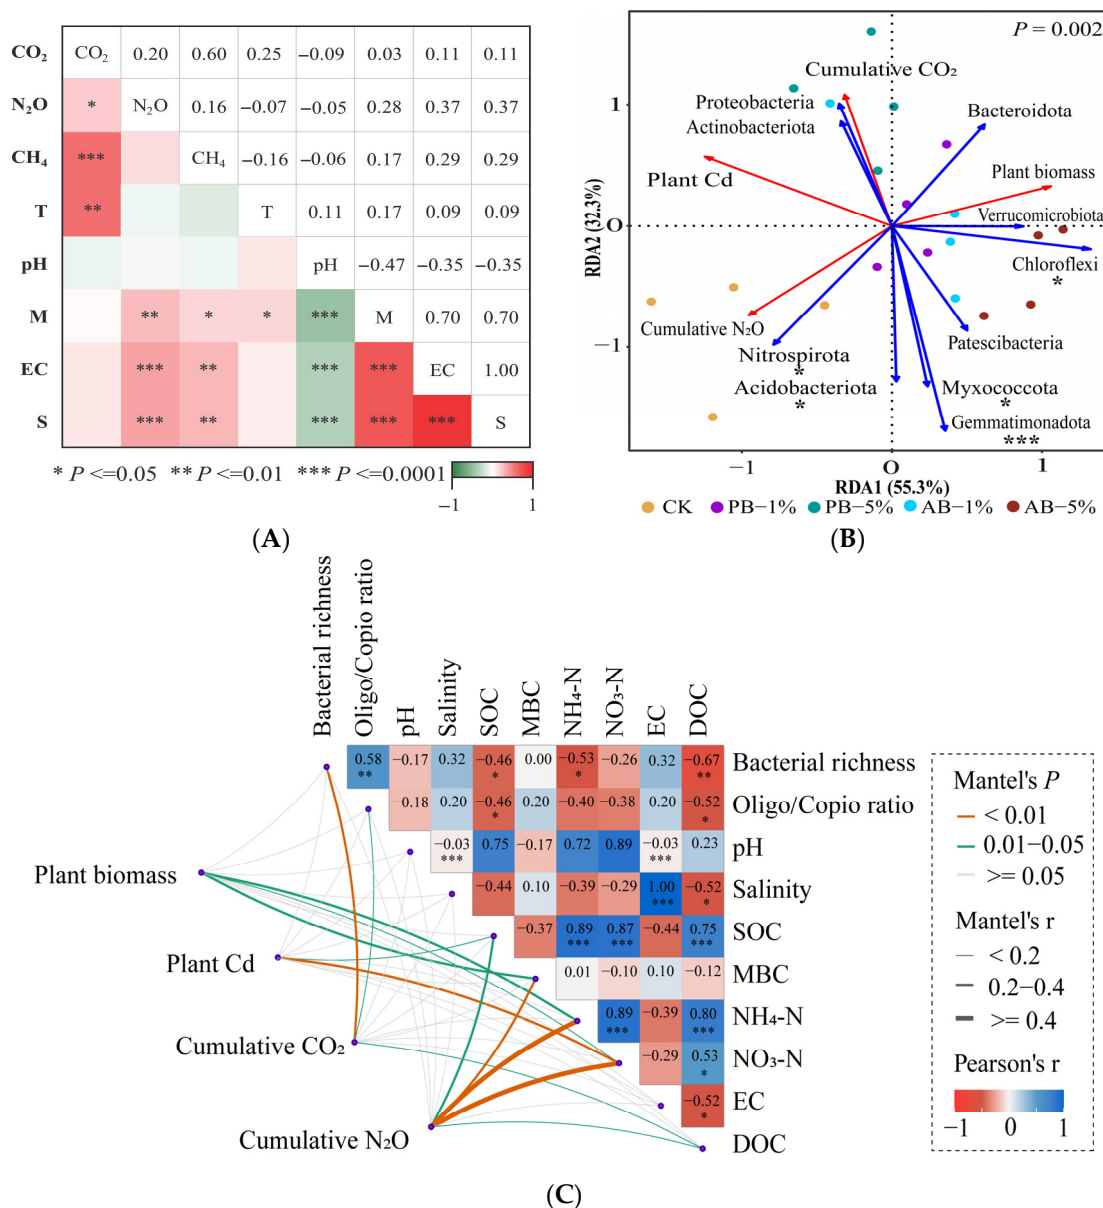 CO₂ CO₂ 0.20 0.60 0.25 −0.09 0.03 0.11 0.11
N₂O * N₂O 0.16 −0.07 −0.05 0.28 0.37 0.37
CH₄ *** CH₄ −0.16 −0.06 0.17 0.29 0.29
T ** T 0.11 0.17 0.09 0.09
pH pH −0.47 −0.35 −0.35
M ** * * *** M 0.70 0.70
EC *** ** *** *** EC 1.00
S *** ** *** *** *** S
* P <=0.05 ** P <=0.01 *** P <=0.0001
−1 1
(A)
P = 0.002
Cumulative CO₂
Proteobacteria
Actinobacteriota
Bacteroidota
Plant Cd
Plant biomass
Verrucomicrobiota
Chloroflexi
*
Cumulative N₂O
Nitrospirota
*
Acidobacteriota
*
Patescibacteria
Myxococcota
*
Gemmatimonadota
***
RDA2 (32.3%)
1
0
−1
−1 0 1
RDA1 (55.3%)
CK PB−1% PB−5% AB−1% AB−5%
(B)
Bacterial richness
Oligo/Copio ratio
pH
Salinity
SOC
MBC
NH₄-N
NO₃-N
EC
DOC
0.58 −0.17 0.32 −0.46 0.00 −0.53 −0.26 0.32 −0.67 Bacterial richness
** * * **
−0.18 0.20 −0.46 0.20 −0.40 −0.38 0.20 −0.52 Oligo/Copio ratio
* *
−0.03 0.75 −0.17 0.72 0.89 −0.03 0.23 pH
*** ***
−0.44 0.10 −0.39 −0.29 1.00 −0.52 Salinity
*** *
−0.37 0.89 0.87 −0.44 0.75 SOC
*** *** ***
0.01 −0.10 0.10 −0.12 MBC
0.89 −0.39 0.80 NH₄-N
*** ***
−0.29 0.53 NO₃-N
*
−0.52 EC
*
DOC
Plant biomass
Plant Cd
Cumulative CO₂
Cumulative N₂O
Mantel's P
< 0.01
0.01−0.05
>= 0.05
Mantel's r
< 0.2
0.2−0.4
>= 0.4
Pearson's r
−1 0 1
(C)